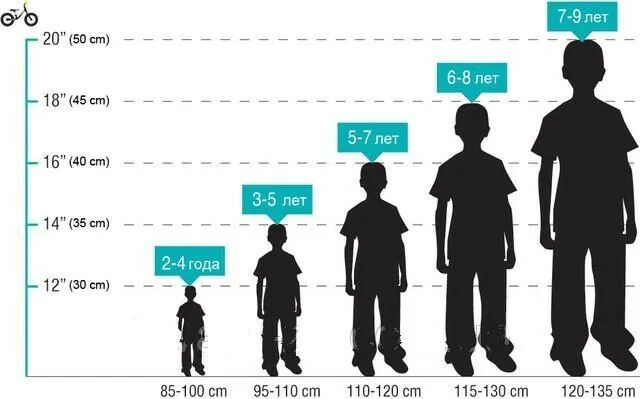 7-9 лет
20” (50 cm)
6-8 лет
18” (45 cm)
5-7 лет
16” (40 cm)
3-5 лет
14” (35 cm)
2-4 года
12” (30 cm)
85-100 cm 95-110 cm 110-120 cm 115-130 cm 120-135 cm